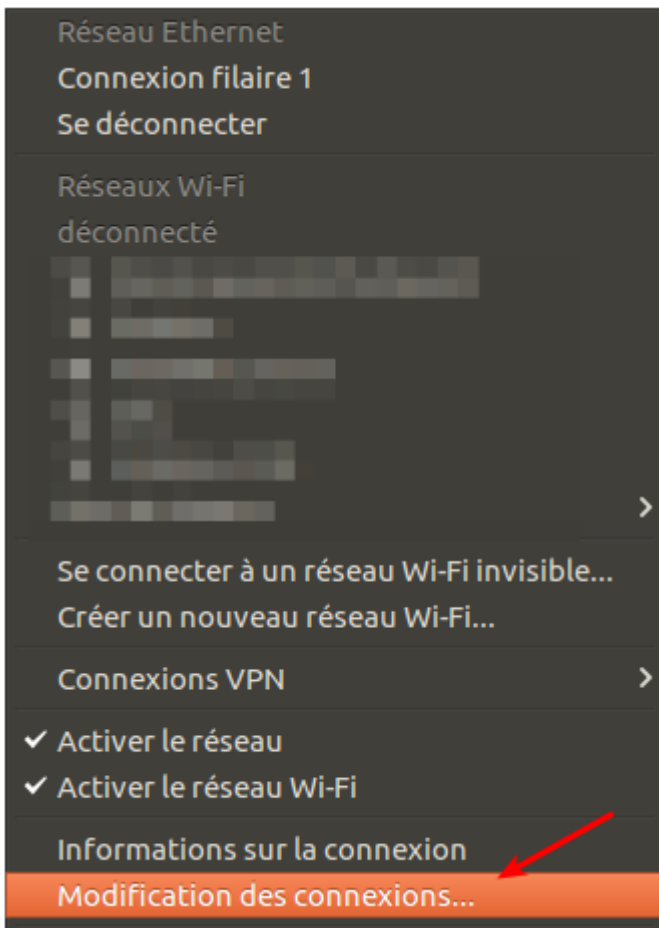 Réseau Ethernet
Connexion filaire 1
Se déconnecter
Réseaux Wi-Fi
déconnecté
Se connecter à un réseau Wi-Fi invisible...
Créer un nouveau réseau Wi-Fi...
Connexions VPN
Activer le réseau
Activer le réseau Wi-Fi
Informations sur la connexion
Modification des connexions...